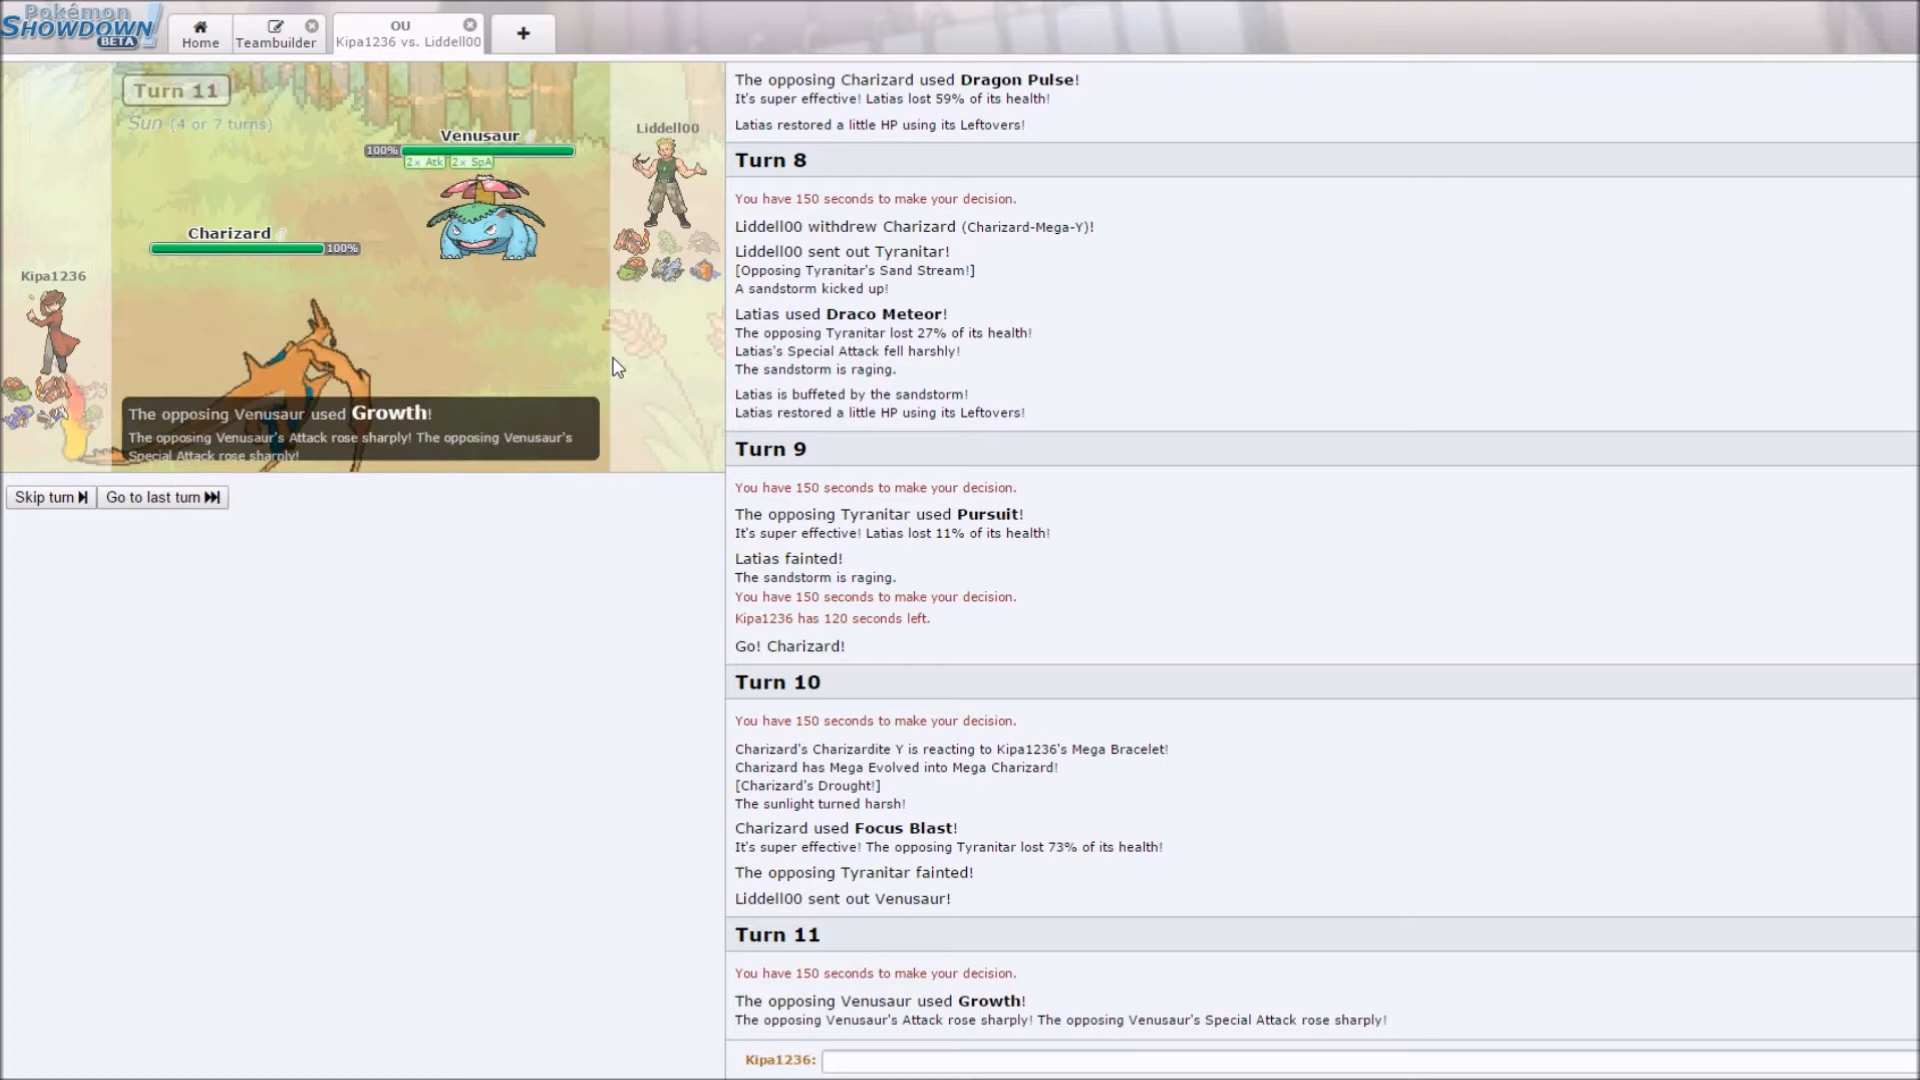 Pokémon
SHOWDOWN!
BETA
Home
Teambuilder
OU
Kipa1236 vs. Liddell00
+
Turn 11
Sun (4 or 7 turns)
Venusaur
100%
2× Atk 2× SpA
Liddell00
Charizard
100%
Kipa1236
The opposing Venusaur used Growth!
The opposing Venusaur's Attack rose sharply! The opposing Venusaur's
Special Attack rose sharply!
Skip turn
Go to last turn
The opposing Charizard used Dragon Pulse!
It's super effective! Latias lost 59% of its health!
Latias restored a little HP using its Leftovers!
Turn 8
You have 150 seconds to make your decision.
Liddell00 withdrew Charizard (Charizard-Mega-Y)!
Liddell00 sent out Tyranitar!
[Opposing Tyranitar's Sand Stream!]
A sandstorm kicked up!
Latias used Draco Meteor!
The opposing Tyranitar lost 27% of its health!
Latias's Special Attack fell harshly!
The sandstorm is raging.
Latias is buffeted by the sandstorm!
Latias restored a little HP using its Leftovers!
Turn 9
You have 150 seconds to make your decision.
The opposing Tyranitar used Pursuit!
It's super effective! Latias lost 11% of its health!
Latias fainted!
The sandstorm is raging.
You have 150 seconds to make your decision.
Kipa1236 has 120 seconds left.
Go! Charizard!
Turn 10
You have 150 seconds to make your decision.
Charizard's Charizardite Y is reacting to Kipa1236's Mega Bracelet!
Charizard has Mega Evolved into Mega Charizard!
[Charizard's Drought!]
The sunlight turned harsh!
Charizard used Focus Blast!
It's super effective! The opposing Tyranitar lost 73% of its health!
The opposing Tyranitar fainted!
Liddell00 sent out Venusaur!
Turn 11
You have 150 seconds to make your decision.
The opposing Venusaur used Growth!
The opposing Venusaur's Attack rose sharply! The opposing Venusaur's Special Attack rose sharply!
Kipa1236: